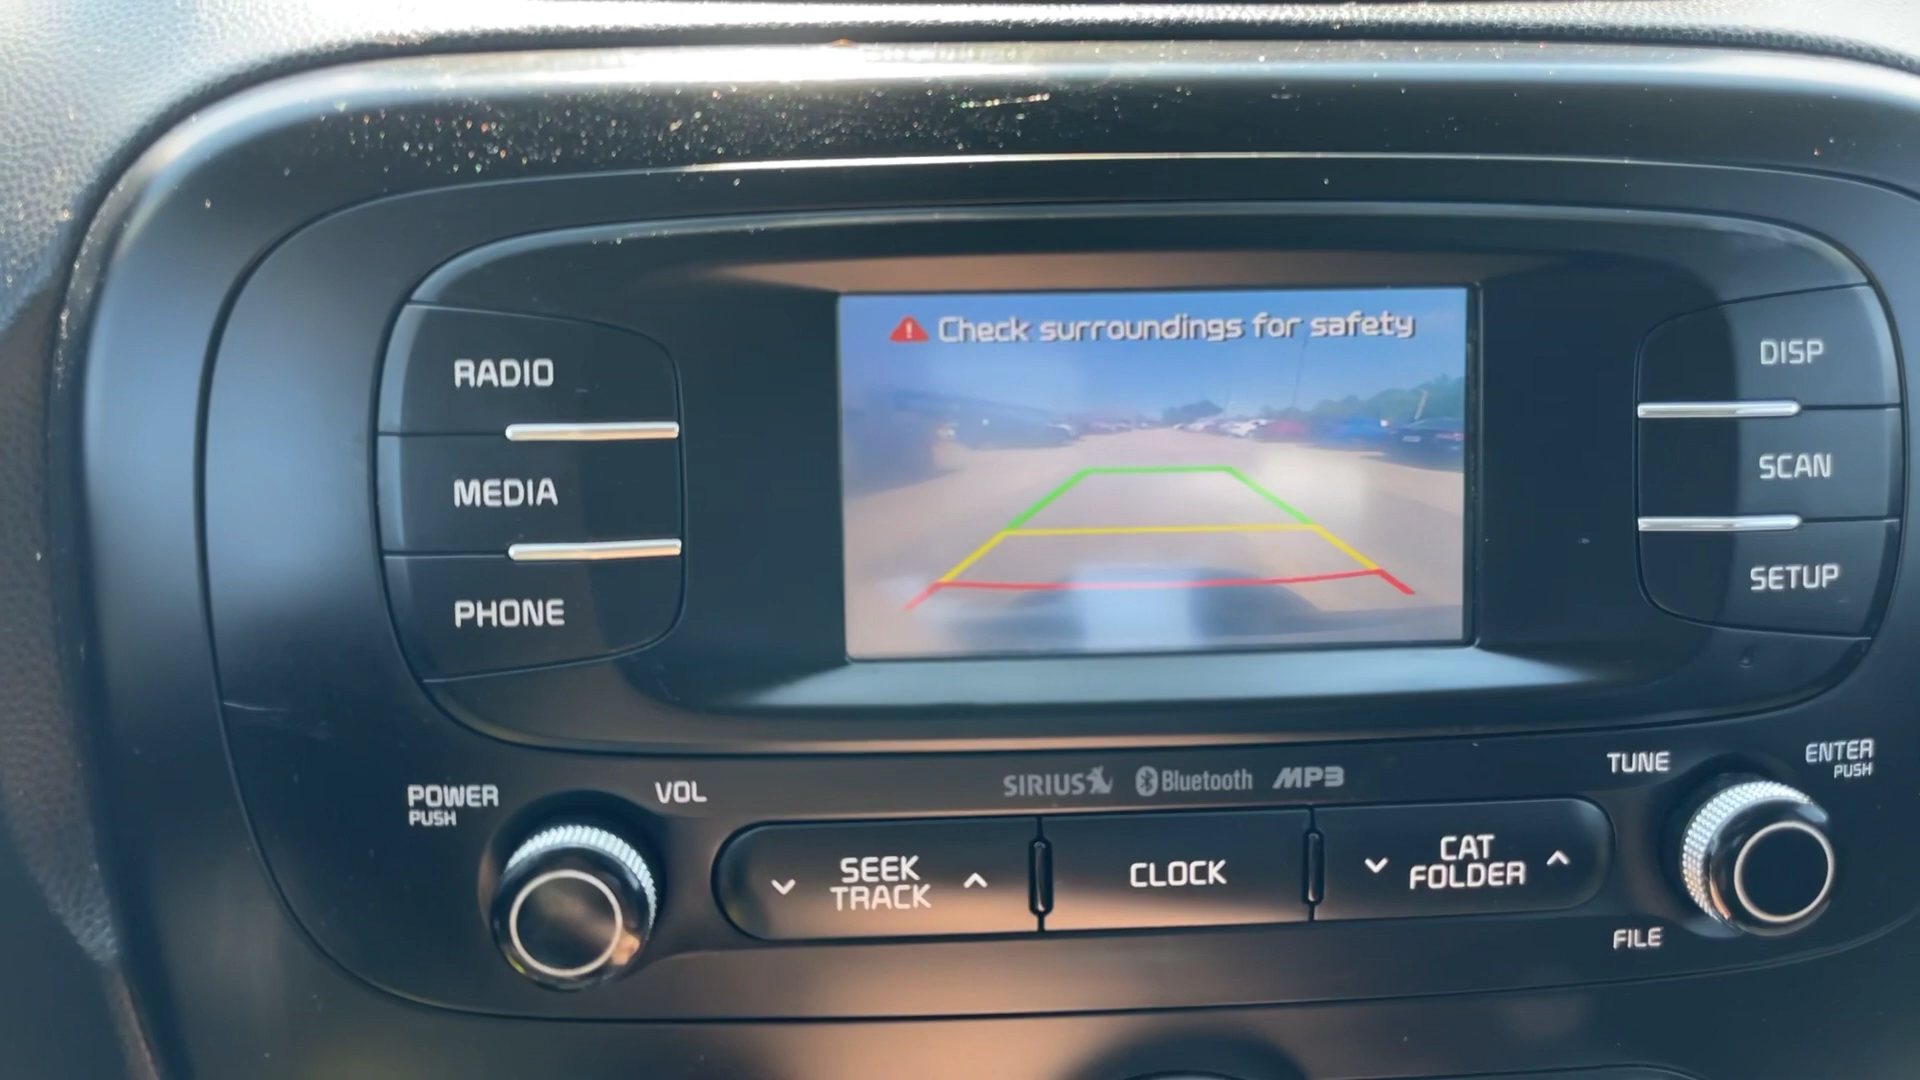 Check surroundings for safety
RADIO
MEDIA
PHONE
DISP
SCAN
SETUP
POWER
PUSH
VOL
SIRIUS Bluetooth MP3
TUNE
ENTER
PUSH
SEEK
TRACK
CLOCK
CAT
FOLDER
FILE